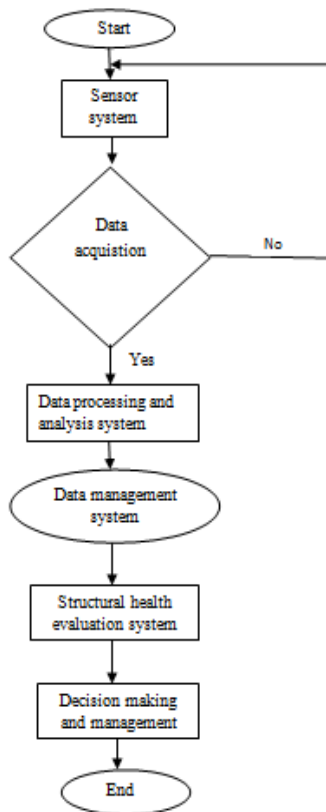 Start
Sensor
system
Data
acquistion
No
Yes
Data processing and
analysis system
Data management
system
Structural health
evaluation system
Decision making
and management
End